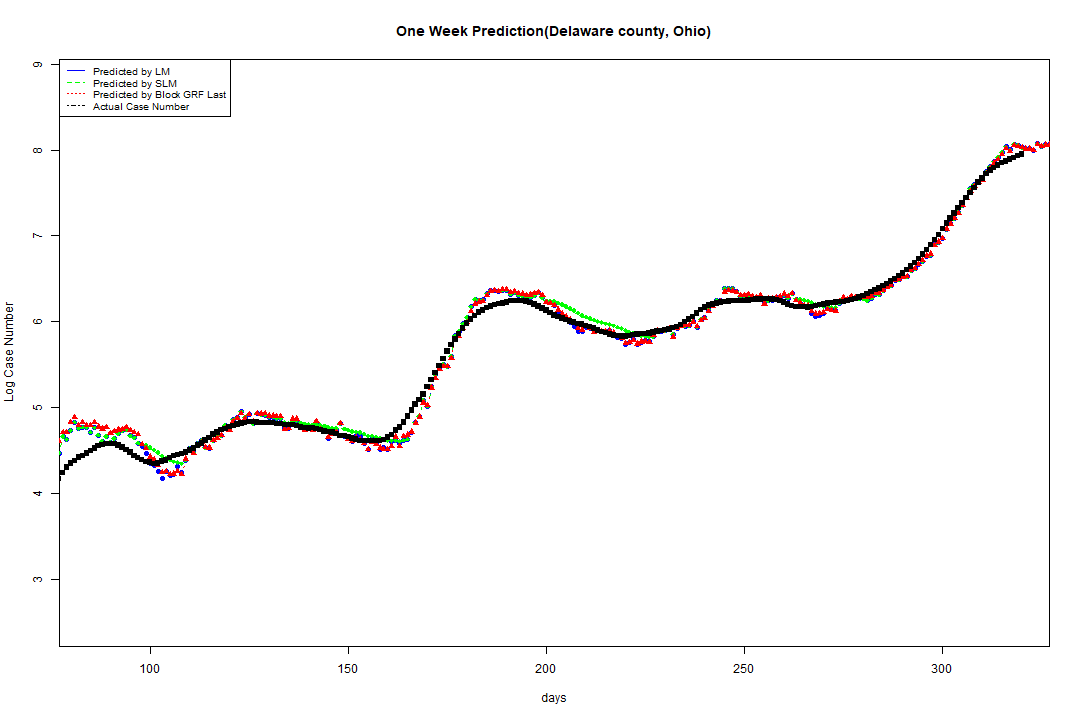 One Week Prediction(Delaware county, Ohio)
Predicted by LM
Predicted by SLM
Predicted by Block GRF Last
Actual Case Number
9
8
7
6
5
4
3
Log Case Number
100 150 200 250 300
days